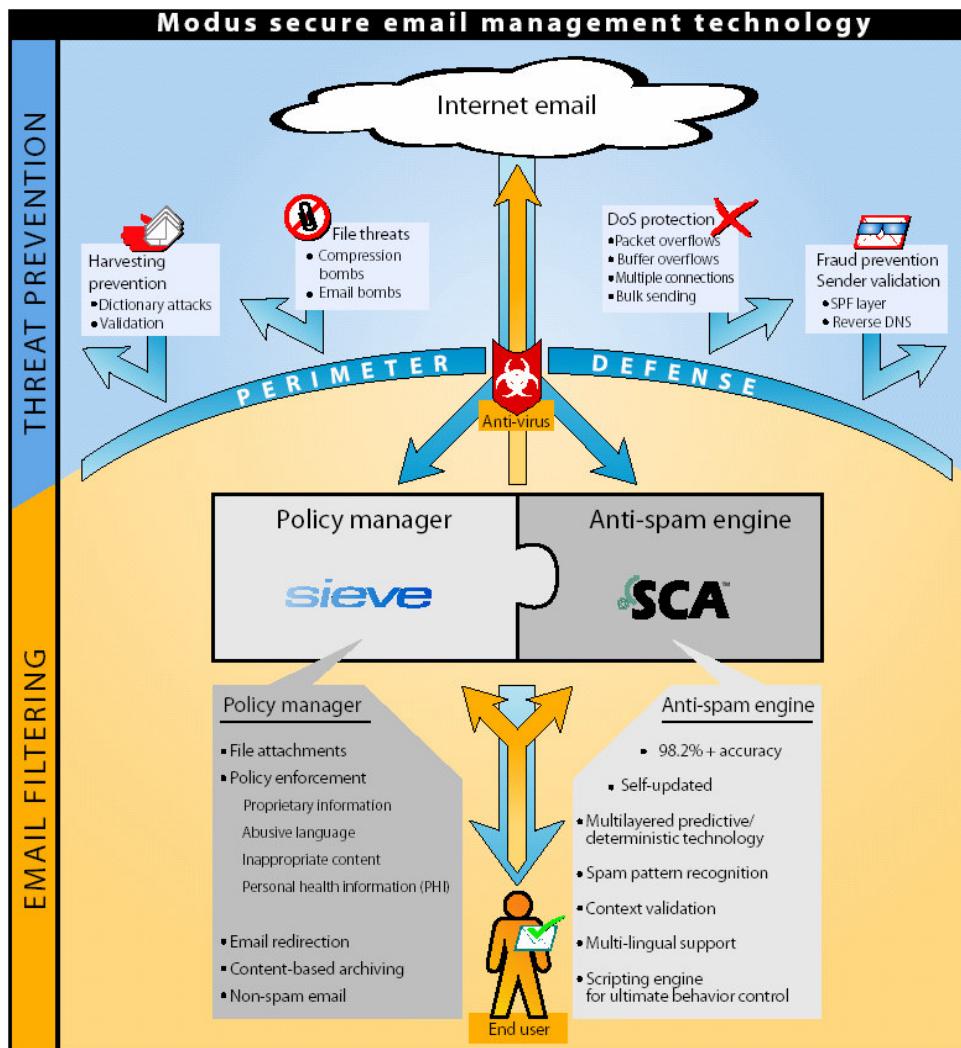 Modus secure email management technology
THREAT PREVENTION
EMAIL FILTERING
Internet email
Harvesting
prevention
Dictionary attacks
Validation
File threats
Compression
bombs
Email bombs
DoS protection
Packet overflows
Buffer overflows
Multiple connections
Bulk sending
Fraud prevention
Sender validation
SPF layer
Reverse DNS
PERIMETER DEFENSE
Anti-virus
Policy manager
sieve
Anti-spam engine
SCA™
Policy manager
File attachments
Policy enforcement
Proprietary information
Abusive language
Inappropriate content
Personal health information (PHI)
Email redirection
Content-based archiving
Non-spam email
Anti-spam engine
98.2% + accuracy
Self-updated
Multilayered predictive/
deterministic technology
Spam pattern recognition
Context validation
Multi-lingual support
Scripting engine
for ultimate behavior control
End user